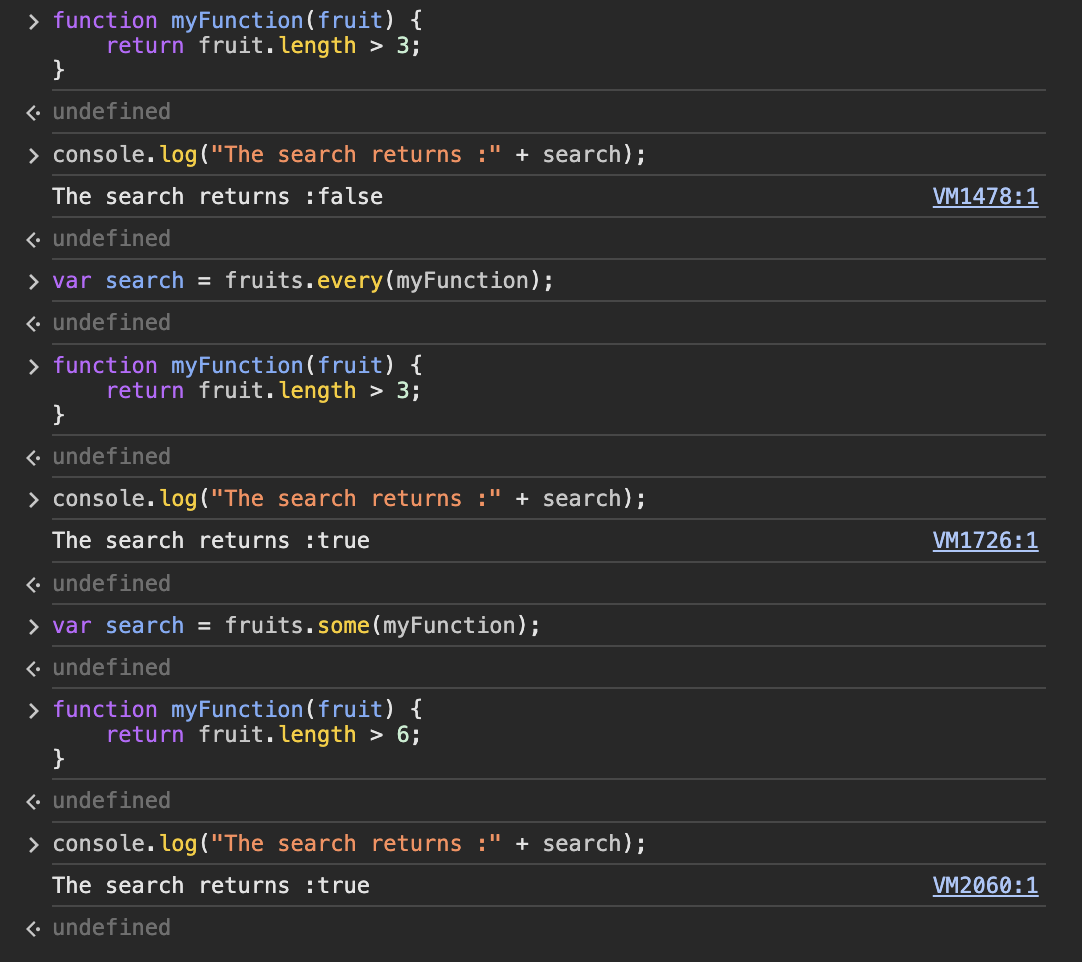 function myFunction(fruit) {
    return fruit.length > 3;
}
undefined
console.log("The search returns :" + search);
The search returns :false VM1478:1
undefined
var search = fruits.every(myFunction);
undefined
function myFunction(fruit) {
    return fruit.length > 3;
}
undefined
console.log("The search returns :" + search);
The search returns :true VM1726:1
undefined
var search = fruits.some(myFunction);
undefined
function myFunction(fruit) {
    return fruit.length > 6;
}
undefined
console.log("The search returns :" + search);
The search returns :true VM2060:1
undefined